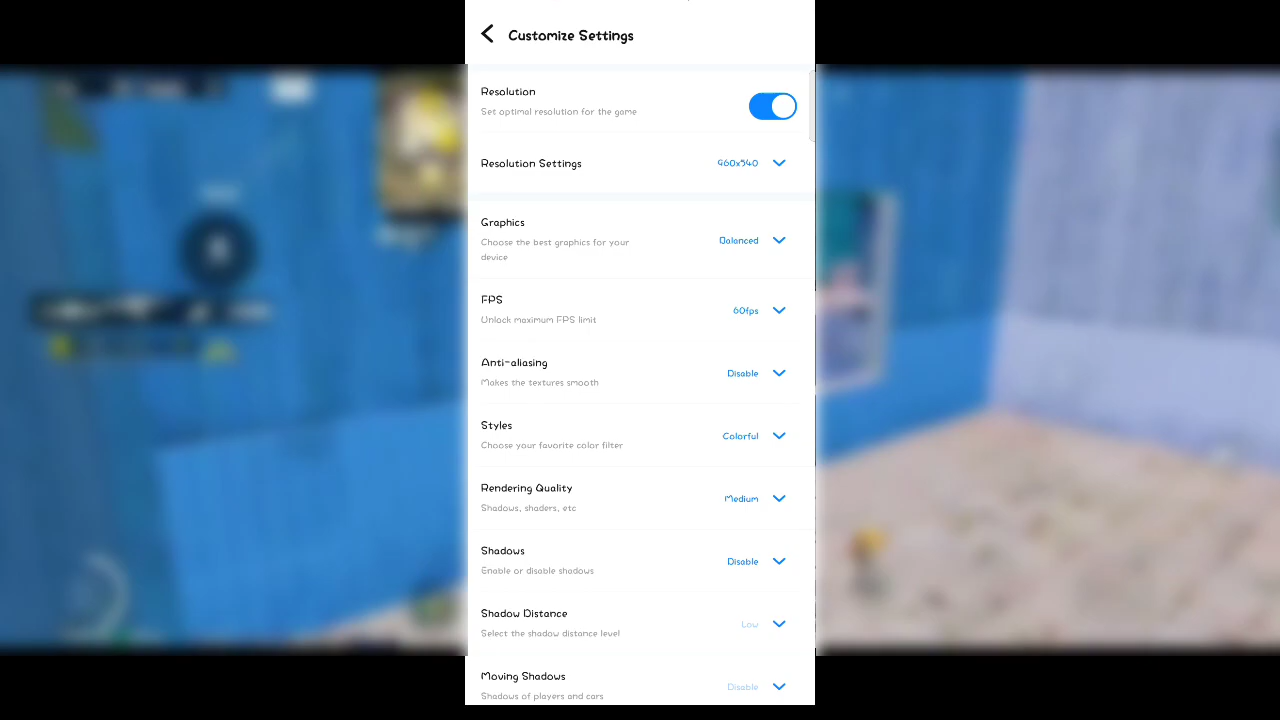 Customize Settings
Resolution
Set optimal resolution for the game
Resolution Settings
960x540
Graphics
Choose the best graphics for your
device
Balanced
FPS
Unlock maximum FPS limit
60fps
Anti-aliasing
Makes the textures smooth
Disable
Styles
Choose your favorite color filter
Colorful
Rendering Quality
Shadows, shaders, etc
Medium
Shadows
Enable or disable shadows
Disable
Shadow Distance
Select the shadow distance level
Low
Moving Shadows
Shadows of players and cars
Disable